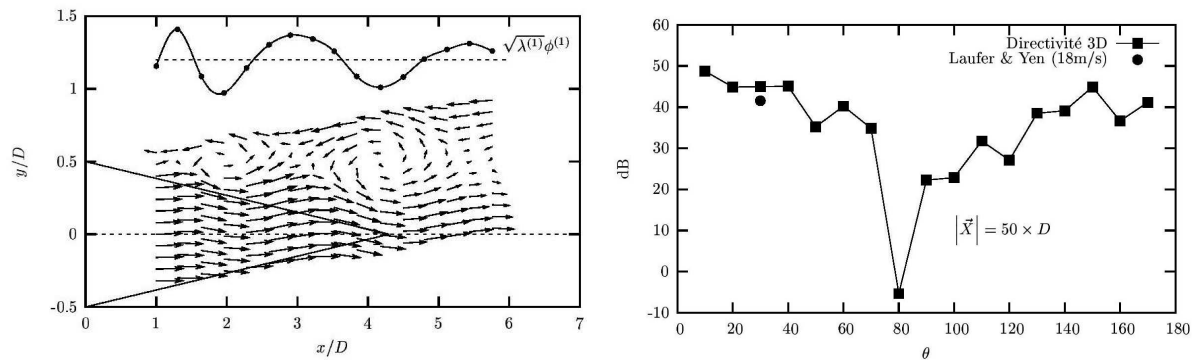 1.5
1
0.5
0
-0.5
y/D
0 1 2 3 4 5 6 7
x/D
√λ⁽¹⁾ϕ⁽¹⁾
60
50
40
30
20
10
0
-10
dB
0 20 40 60 80 100 120 140 160 180
θ
Directivité 3D
Laufer & Yen (18m/s)
|X⃗| = 50 × D